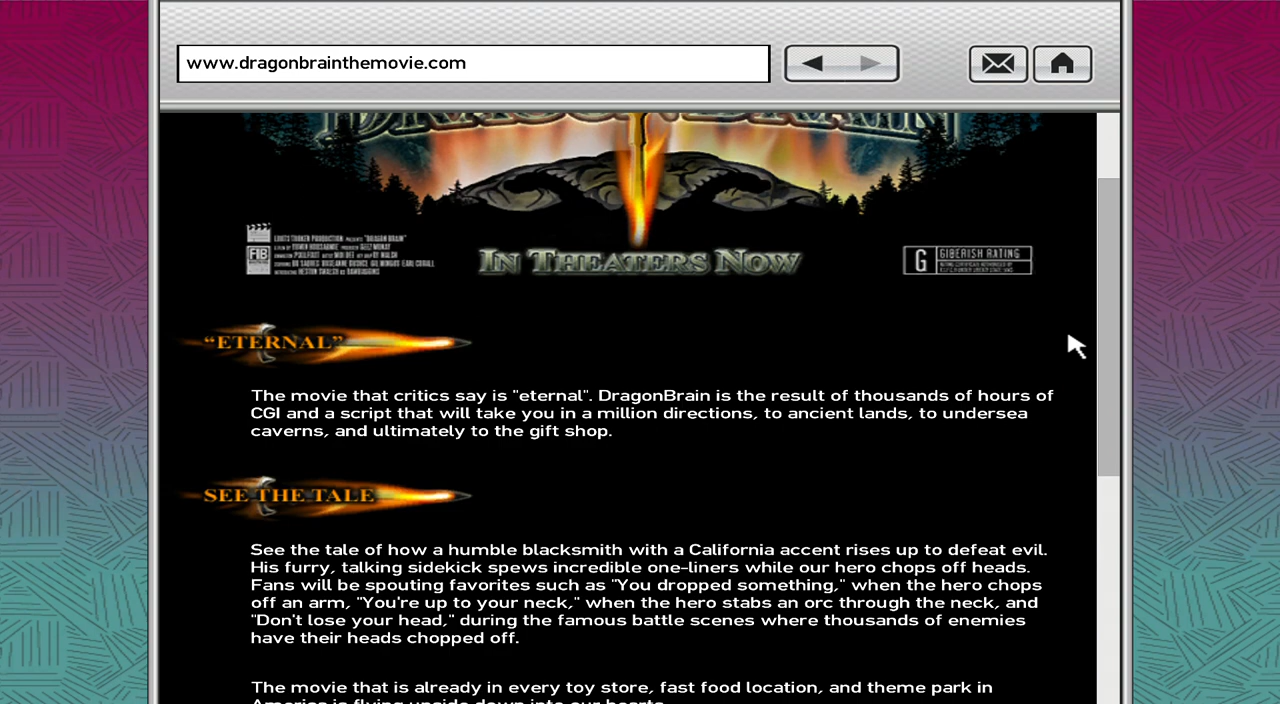 www.dragonbrainthemovie.com
DRAGONBRAIN
FIB
IN THEATERS NOW
G GIBERISH RATING
"ETERNAL"
The movie that critics say is "eternal". DragonBrain is the result of thousands of hours of
CGI and a script that will take you in a million directions, to ancient lands, to undersea
caverns, and ultimately to the gift shop.
SEE THE TALE
See the tale of how a humble blacksmith with a California accent rises up to defeat evil.
His furry, talking sidekick spews incredible one-liners while our hero chops off heads.
Fans will be spouting favorites such as "You dropped something," when the hero chops
off an arm, "You're up to your neck," when the hero stabs an orc through the neck, and
"Don't lose your head," during the famous battle scenes where thousands of enemies
have their heads chopped off.
The movie that is already in every toy store, fast food location, and theme park in
America is flying upside down into our hearts.